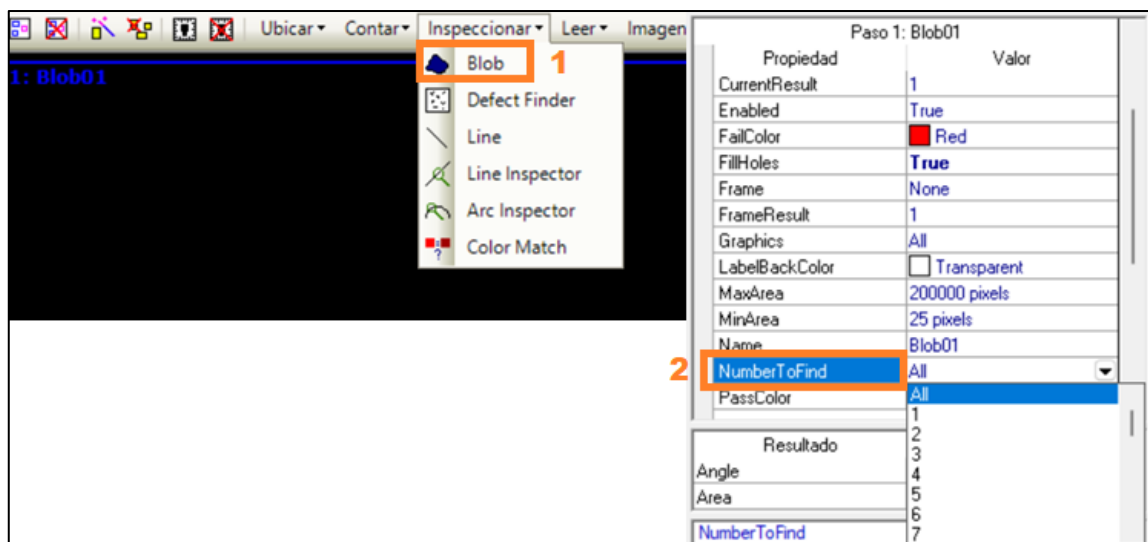 Ubicar Contar Inspeccionar Leer Imagen
1: Blob01
Blob 1
Defect Finder
Line
Line Inspector
Arc Inspector
Color Match
Paso 1: Blob01
Propiedad Valor
CurrentResult 1
Enabled True
FailColor Red
FillHoles True
Frame None
FrameResult 1
Graphics All
LabelBackColor Transparent
MaxArea 200000 pixels
MinArea 25 pixels
Name Blob01
2 NumberToFind All
PassColor All
1
2
3
4
5
6
7
Resultado
Angle
Area
NumberToFind